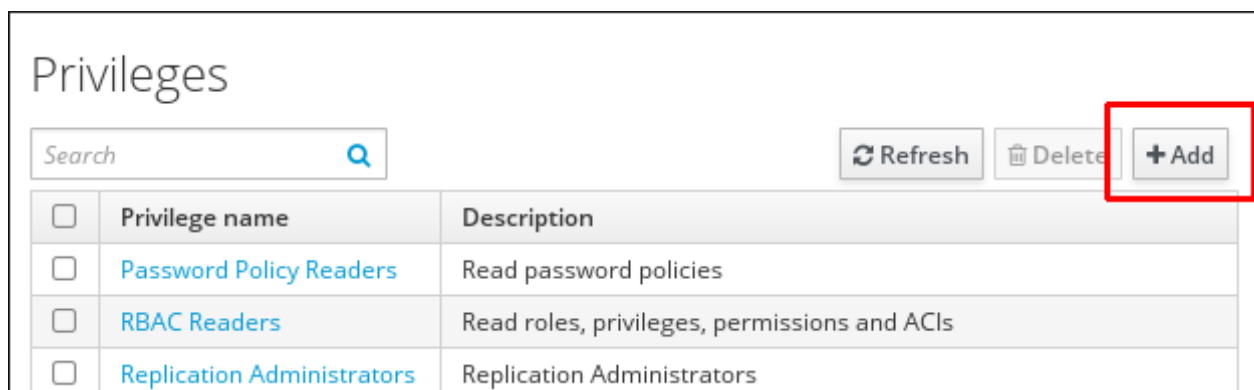 Privileges
Search Refresh Delete + Add
Privilege name Description
Password Policy Readers Read password policies
RBAC Readers Read roles, privileges, permissions and ACIs
Replication Administrators Replication Administrators